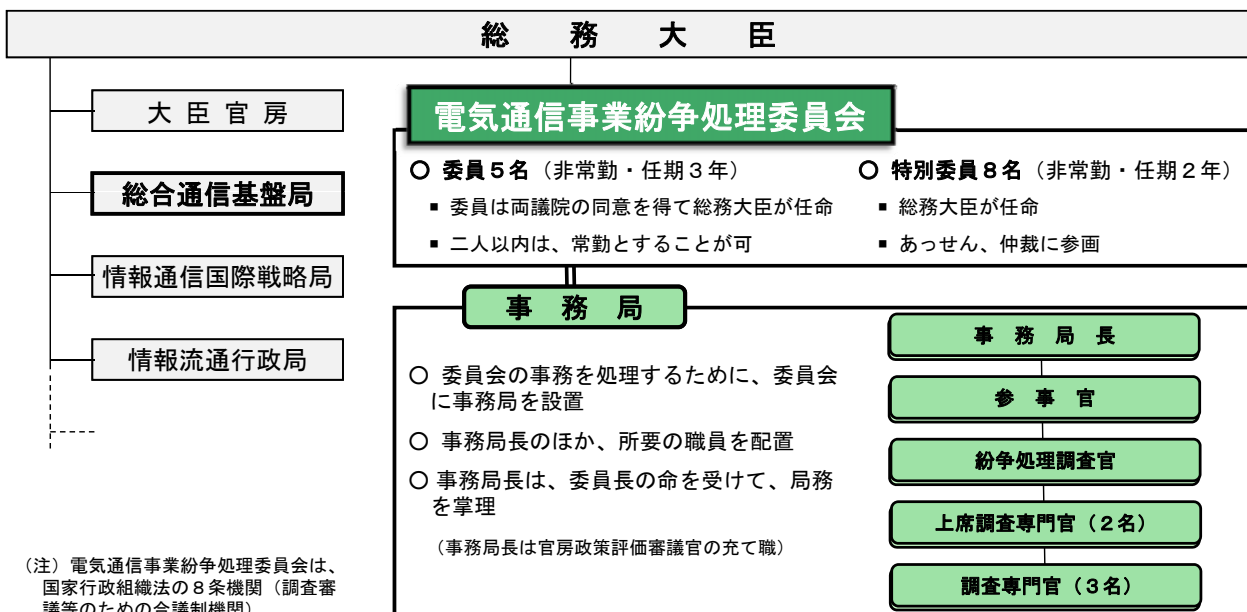 総務大臣
大臣官房
総合通信基盤局
情報通信国際戦略局
情報流通行政局
(注)電気通信事業紛争処理委員会は、
国家行政組織法の8条機関(調査審
議等のための合議制機関)
電気通信事業紛争処理委員会
○ 委員5名(非常勤・任期3年)
▪ 委員は両議院の同意を得て総務大臣が任命
▪ 二人以内は、常勤とすることが可
○ 特別委員8名(非常勤・任期2年)
▪ 総務大臣が任命
▪ あっせん、仲裁に参画
事務局
○ 委員会の事務を処理するために、委員会
に事務局を設置
○ 事務局長のほか、所要の職員を配置
○ 事務局長は、委員長の命を受けて、局務
を掌理
(事務局長は官房政策評価審議官の充て職)
事務局長
参事官
紛争処理調査官
上席調査専門官(2名)
調査専門官(3名)